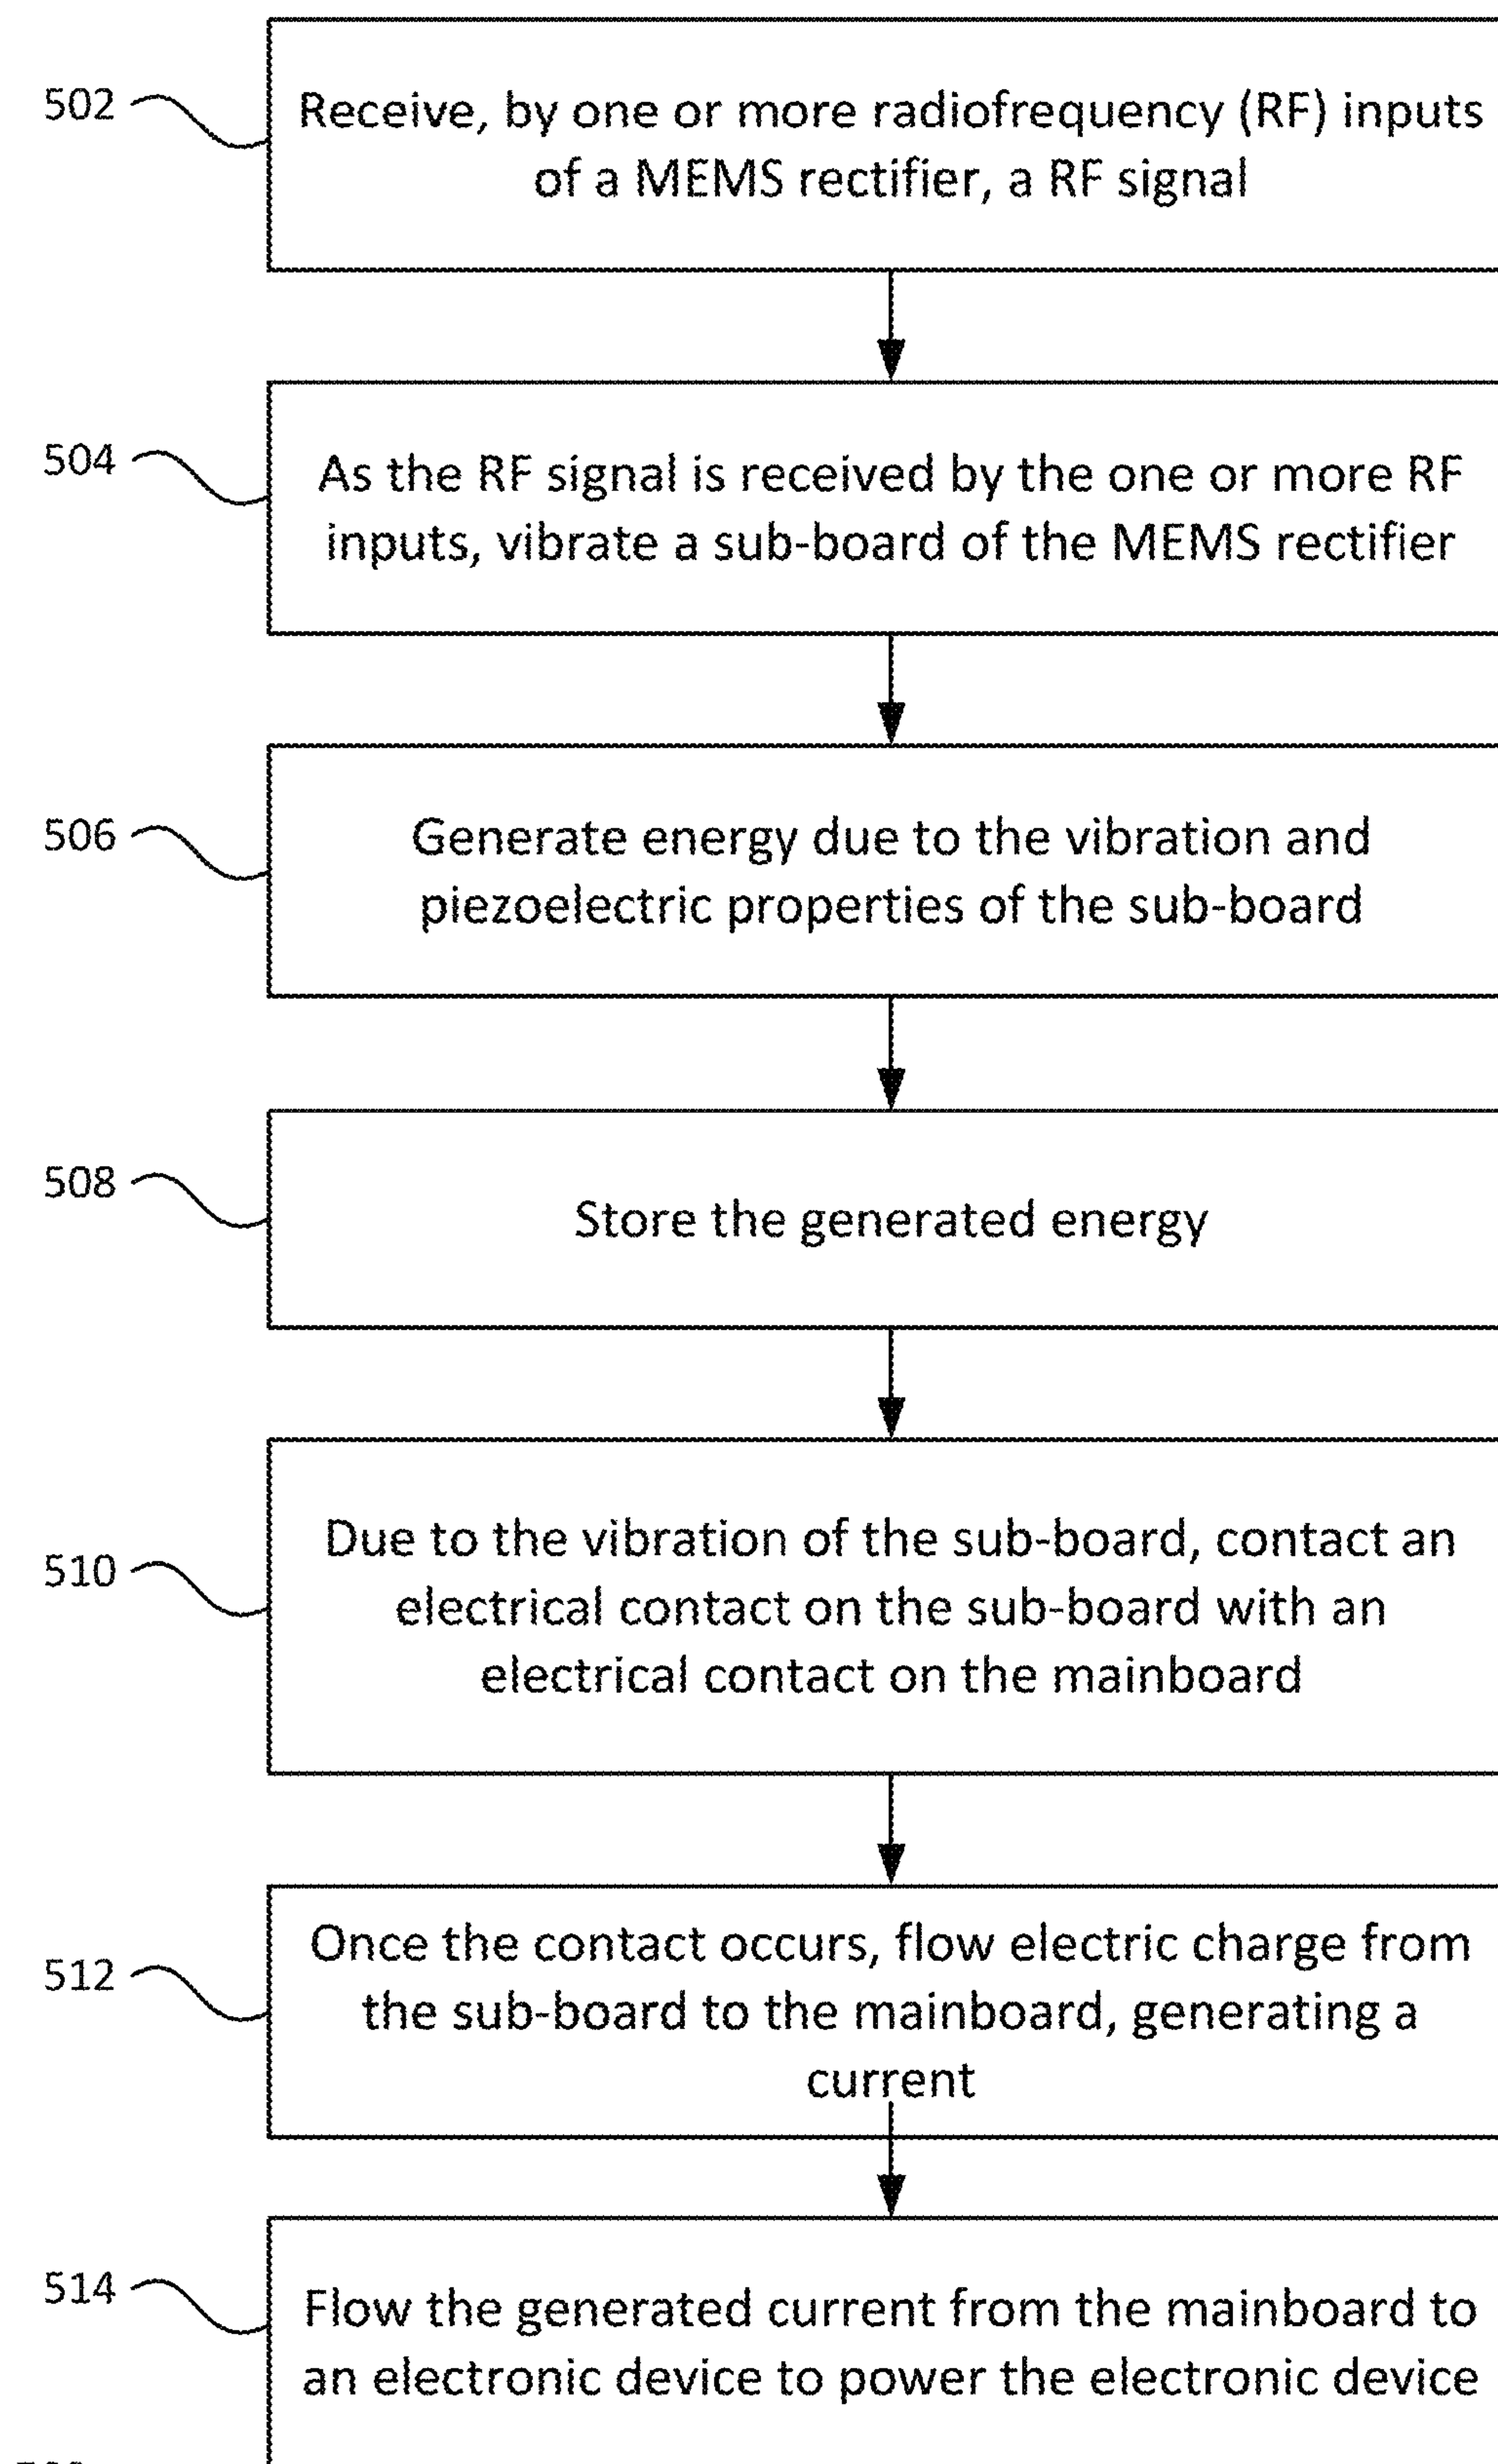 502
Receive, by one or more radiofrequency (RF) inputs
of a MEMS rectifier, a RF signal
504
As the RF signal is received by the one or more RF
inputs, vibrate a sub-board of the MEMS rectifier
506
Generate energy due to the vibration and
piezoelectric properties of the sub-board
508
Store the generated energy
510
Due to the vibration of the sub-board, contact an
electrical contact on the sub-board with an
electrical contact on the mainboard
512
Once the contact occurs, flow electric charge from
the sub-board to the mainboard, generating a
current
514
Flow the generated current from the mainboard to
an electronic device to power the electronic device